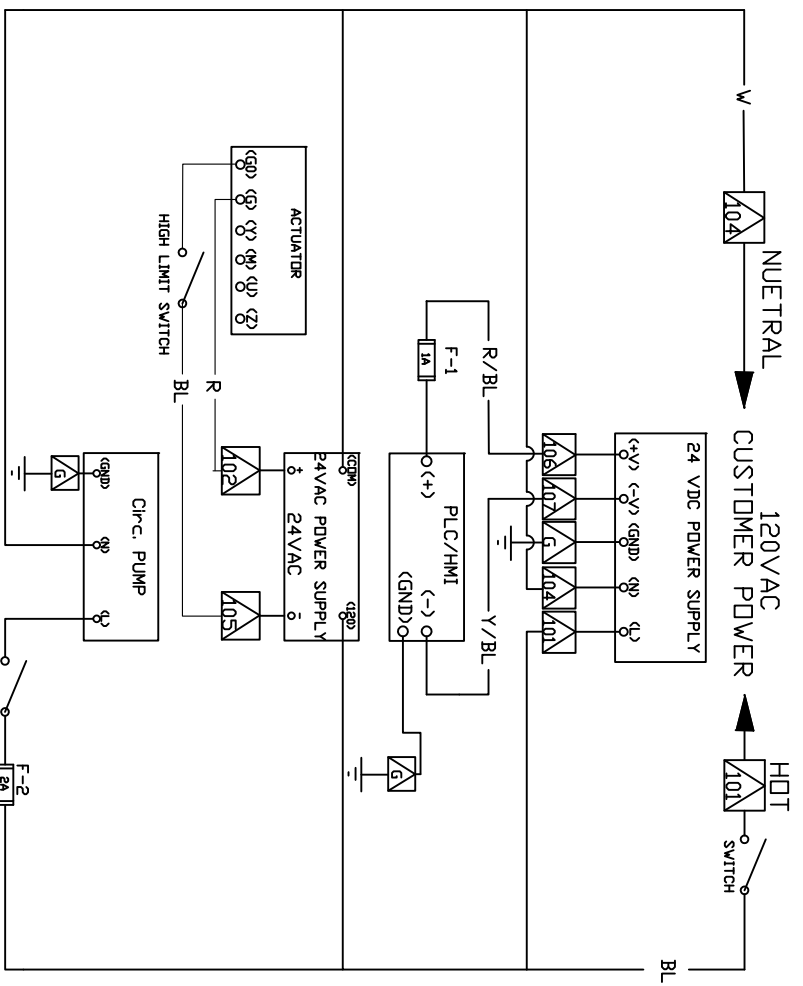 NUETRAL
120VAC
CUSTOMER POWER
HOT
W
104
101
SWITCH
BL
24 VDC POWER SUPPLY
(+V) (-V) (GND) (N) (L)
106 107 G 104 101
R/BL
Y/BL
F-1
1A
PLC/HMI
(+) (-)
(GND)
G
ACTUATOR
(G0) (G) (Y) (M) (U) (Z)
HIGH LIMIT SWITCH
R
BL
(COM) (120)
24VAC POWER SUPPLY
24VAC
+ -
102 105
Circ. PUMP
(GND) (N) (L)
G
F-2
2A